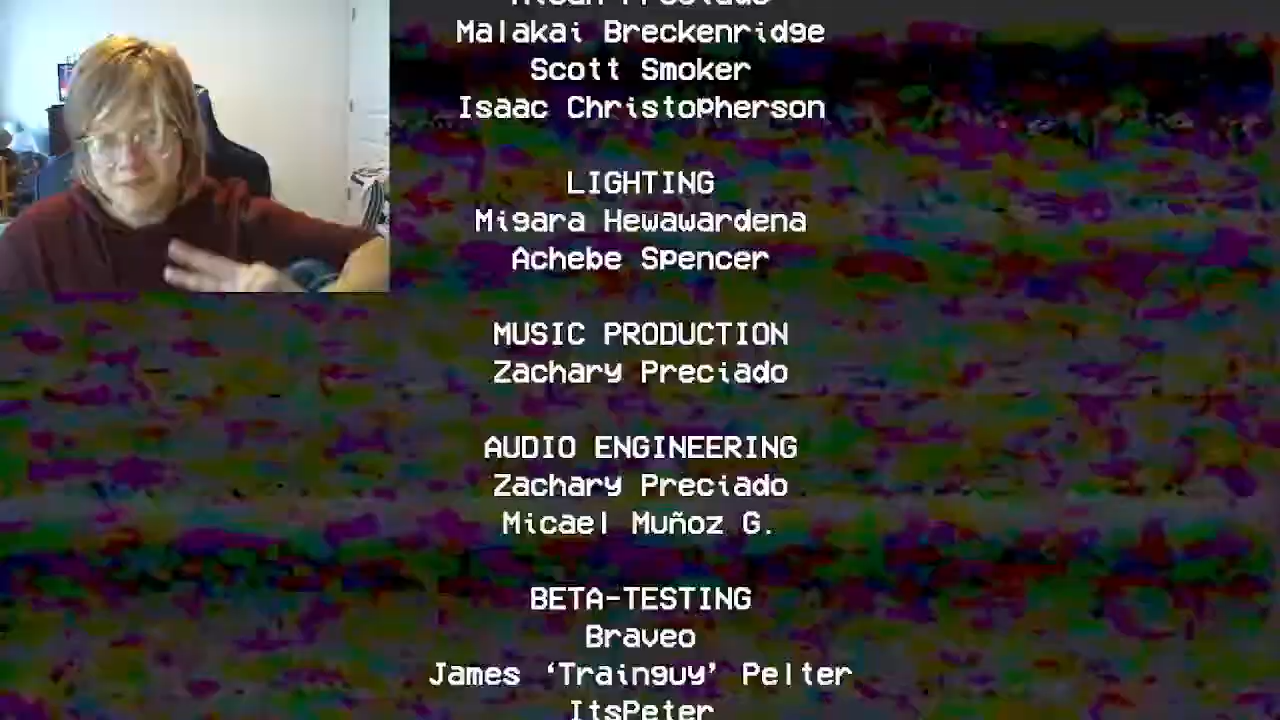 Malakai Breckenridge
Scott Smoker
Isaac Christopherson
LIGHTING
Migara Hewawardena
Achebe Spencer
MUSIC PRODUCTION
Zachary Preciado
AUDIO ENGINEERING
Zachary Preciado
Micael Muñoz G.
BETA-TESTING
Braveo
James ‘Trainguy’ Pelter
ItsPeter